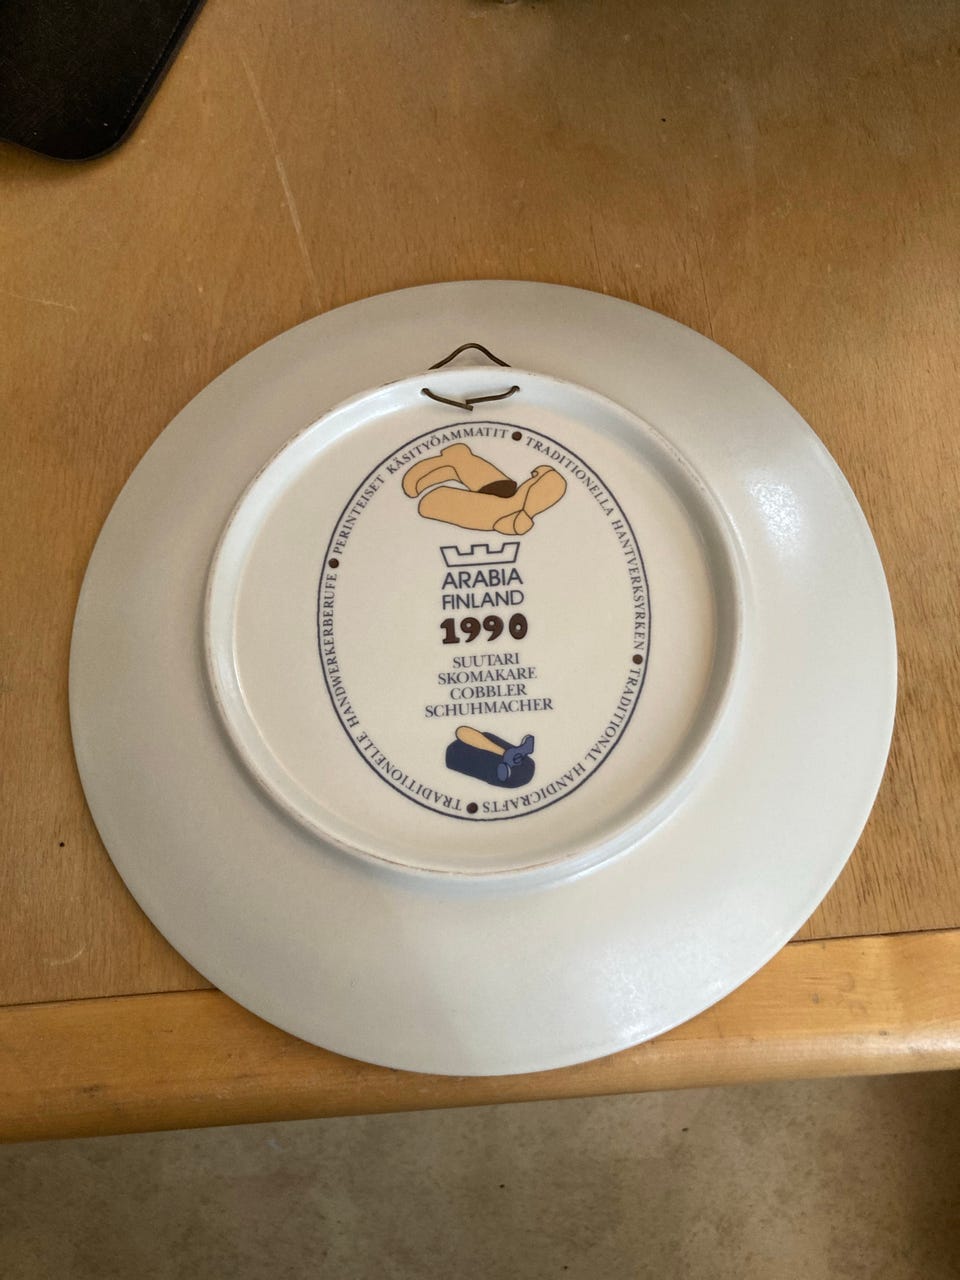 PERINTEISET KÄSITYÖAMMATIT ● TRADITIONELLA HANTVERKSYRKEN ● TRADITIONAL HANDICRAFTS ● TRADITIONELLE HANDWERKERBERUFE ●
ARABIA
FINLAND
1990
SUUTARI
SKOMAKARE
COBBLER
SCHUHMACHER